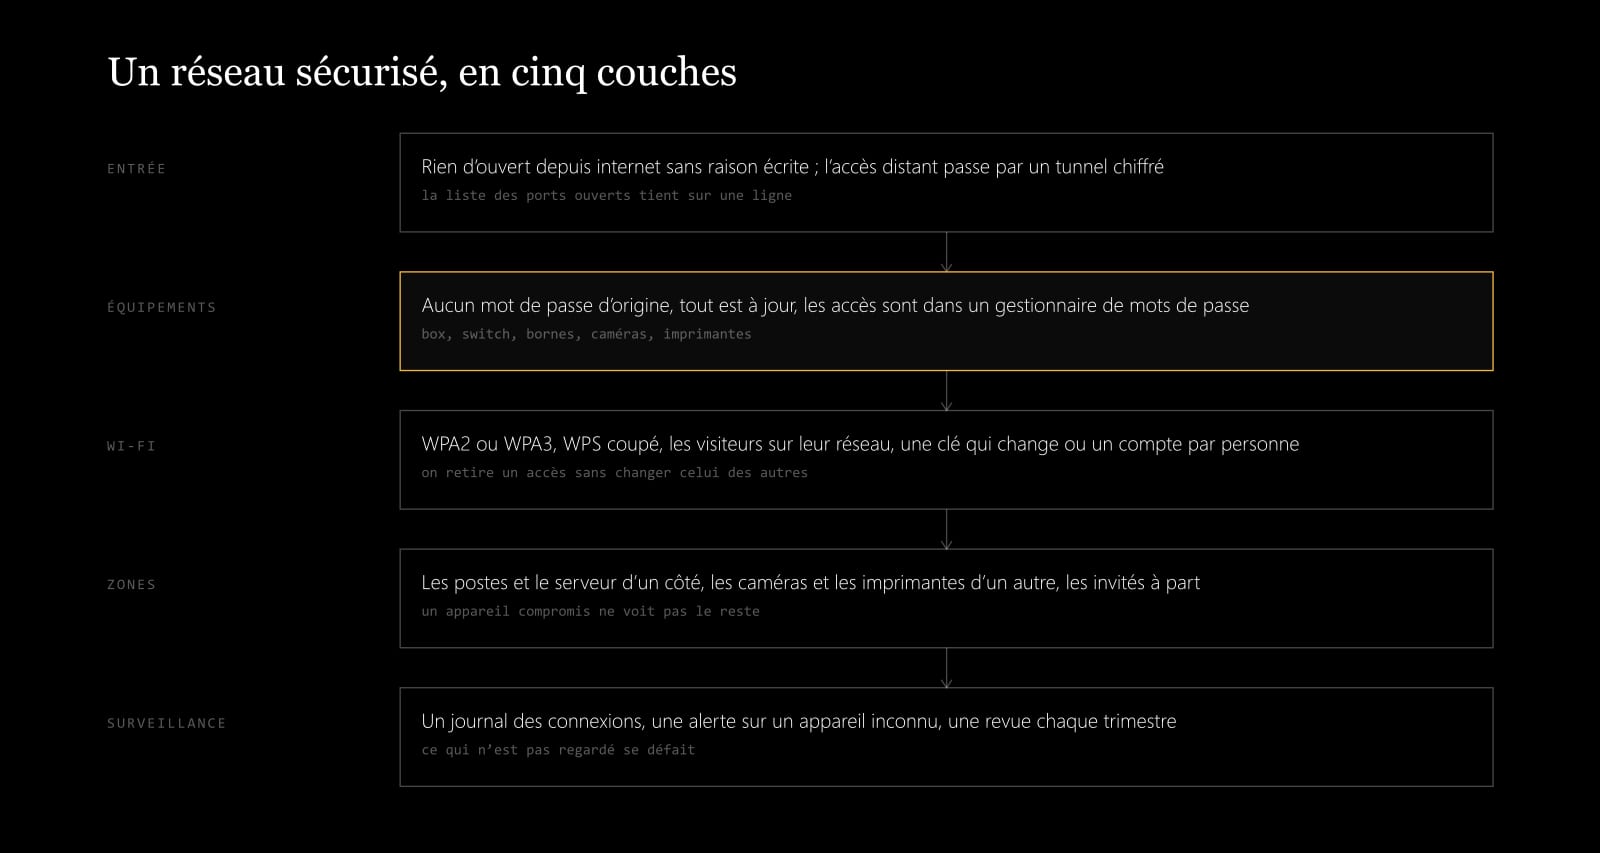 Un réseau sécurisé, en cinq couches
ENTRÉE
Rien d’ouvert depuis internet sans raison écrite ; l’accès distant passe par un tunnel chiffré
la liste des ports ouverts tient sur une ligne
ÉQUIPEMENTS
Aucun mot de passe d’origine, tout est à jour, les accès sont dans un gestionnaire de mots de passe
box, switch, bornes, caméras, imprimantes
WI-FI
WPA2 ou WPA3, WPS coupé, les visiteurs sur leur réseau, une clé qui change ou un compte par personne
on retire un accès sans changer celui des autres
ZONES
Les postes et le serveur d’un côté, les caméras et les imprimantes d’un autre, les invités à part
un appareil compromis ne voit pas le reste
SURVEILLANCE
Un journal des connexions, une alerte sur un appareil inconnu, une revue chaque trimestre
ce qui n’est pas regardé se défait